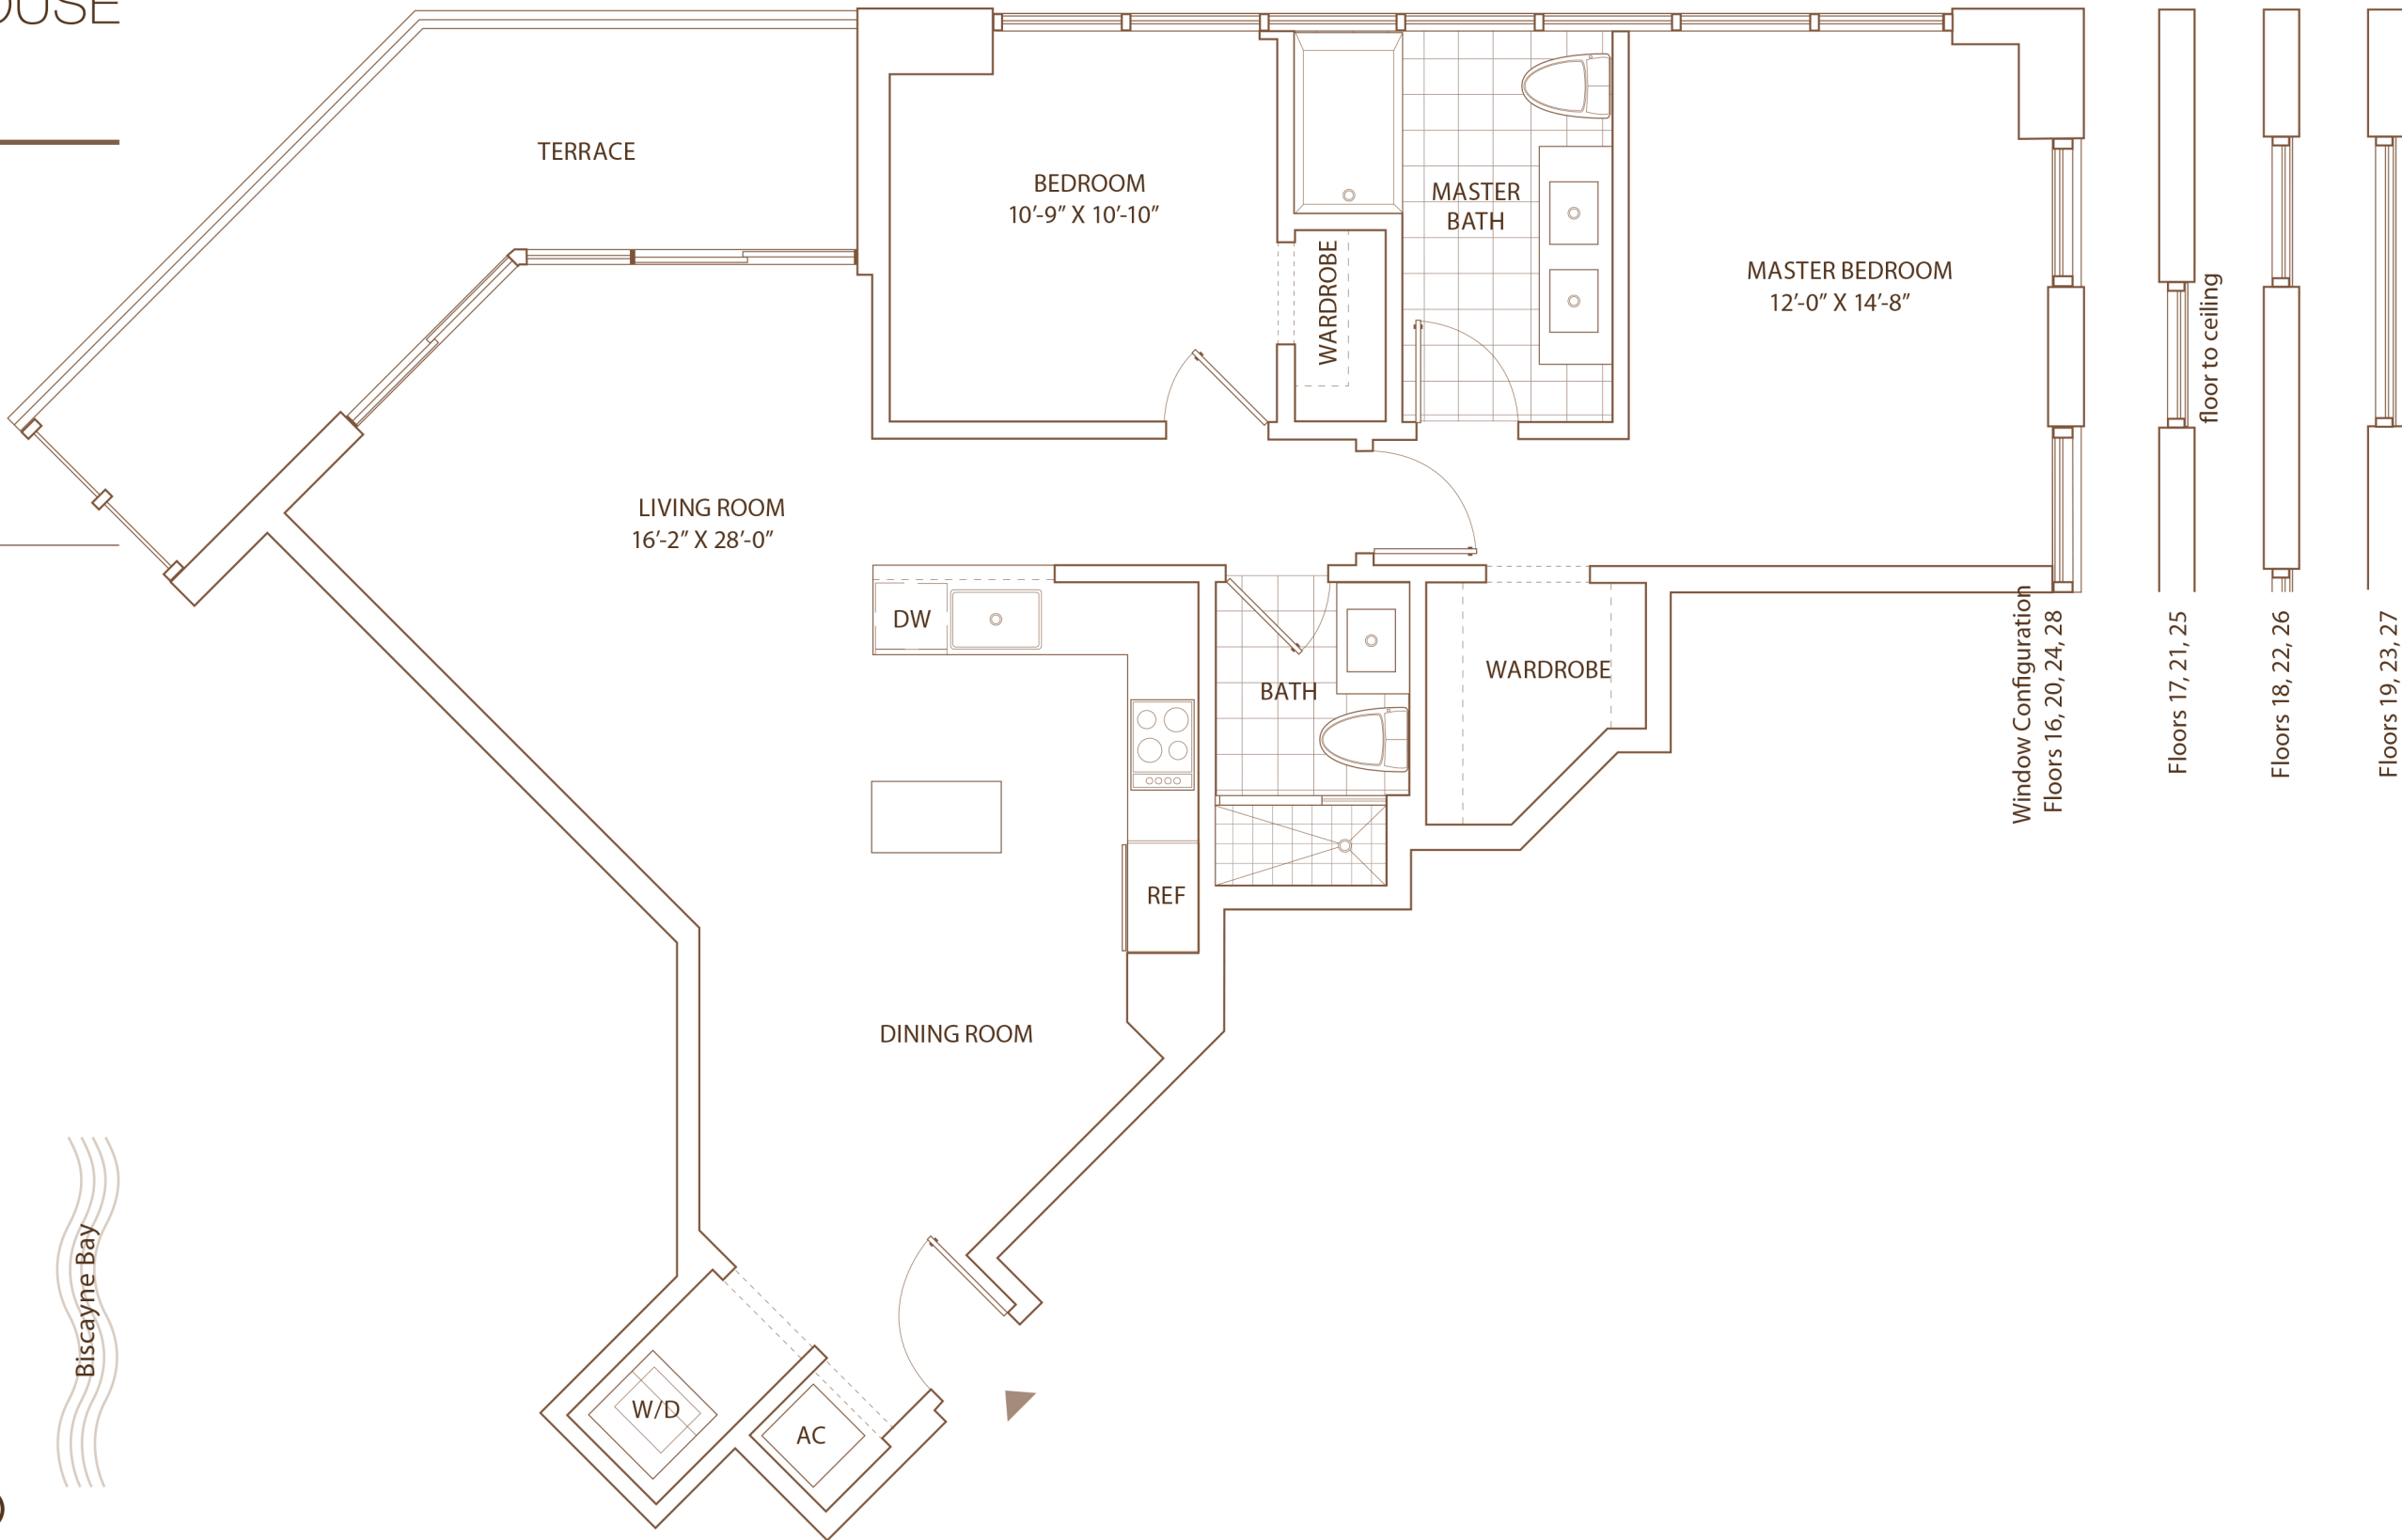 TERRACE
BEDROOM
10’-9” X 10’-10”
MASTER
BATH
WARDROBE
MASTER BEDROOM
12’-0” X 14’-8”
floor to ceiling
LIVING ROOM
16’-2” X 28’-0”
DW
BATH
WARDROBE
REF
Window Configuration
Floors 16, 20, 24, 28
Floors 17, 21, 25
Floors 18, 22, 26
Floors 19, 23, 27
DINING ROOM
Biscayne Bay
W/D
AC